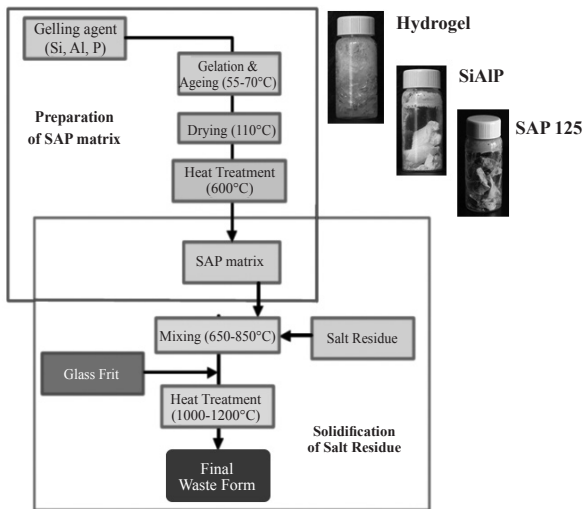 Gelling agent
(Si, Al, P)
Gelation &
Ageing (55-70°C)
Preparation
of SAP matrix
Drying (110°C)
Heat Treatment
(600°C)
Hydrogel
SiAlP
SAP 125
SAP matrix
Mixing (650-850°C)
Salt Residue
Glass Frit
Heat Treatment
(1000-1200°C)
Solidification
of Salt Residue
Final
Waste Form